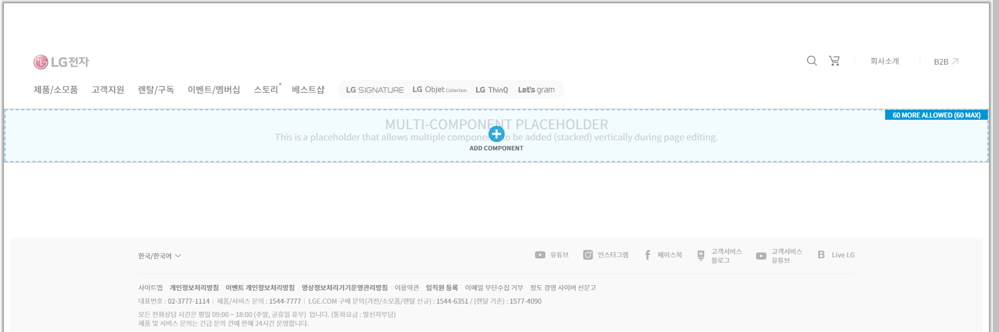 LG전자
회사소개
B2B
제품/소모품 고객지원 렌탈/구독 이벤트/멤버십 스토리 베스트샵 LG SIGNATURE LG Objet Collection LG ThinQ Let's gram
60 MORE ALLOWED (60 MAX)
MULTI-COMPONENT PLACEHOLDER
This is a placeholder that allows multiple compon to be added (stacked) vertically during page editing.
ADD COMPONENT
한국/한국어
유튜브
인스타그램
페이스북
고객서비스
블로그
고객서비스
유튜브
Live LG
사이트맵 개인정보처리방침 이벤트 개인정보처리방침 영상정보처리기기운영관리방침 이용약관 임직원 등록 이메일 무단수집 거부 정도 경영 사이버 신문고
대표번호 : 02-3777-1114 | 제품/서비스 문의 : 1544-7777 | LGE.COM 구매 문의(가전/소모품/렌탈 신규) : 1544-6351 / (렌탈 기존) : 1577-4090
모든 전화상담 시간은 평일 09:00 ~ 18:00 (주말, 공휴일 휴무) 입니다. (통화요금 : 발신자부담)
제품 및 서비스 문의는 긴급 문의 건에 한해 24시간 운영합니다.